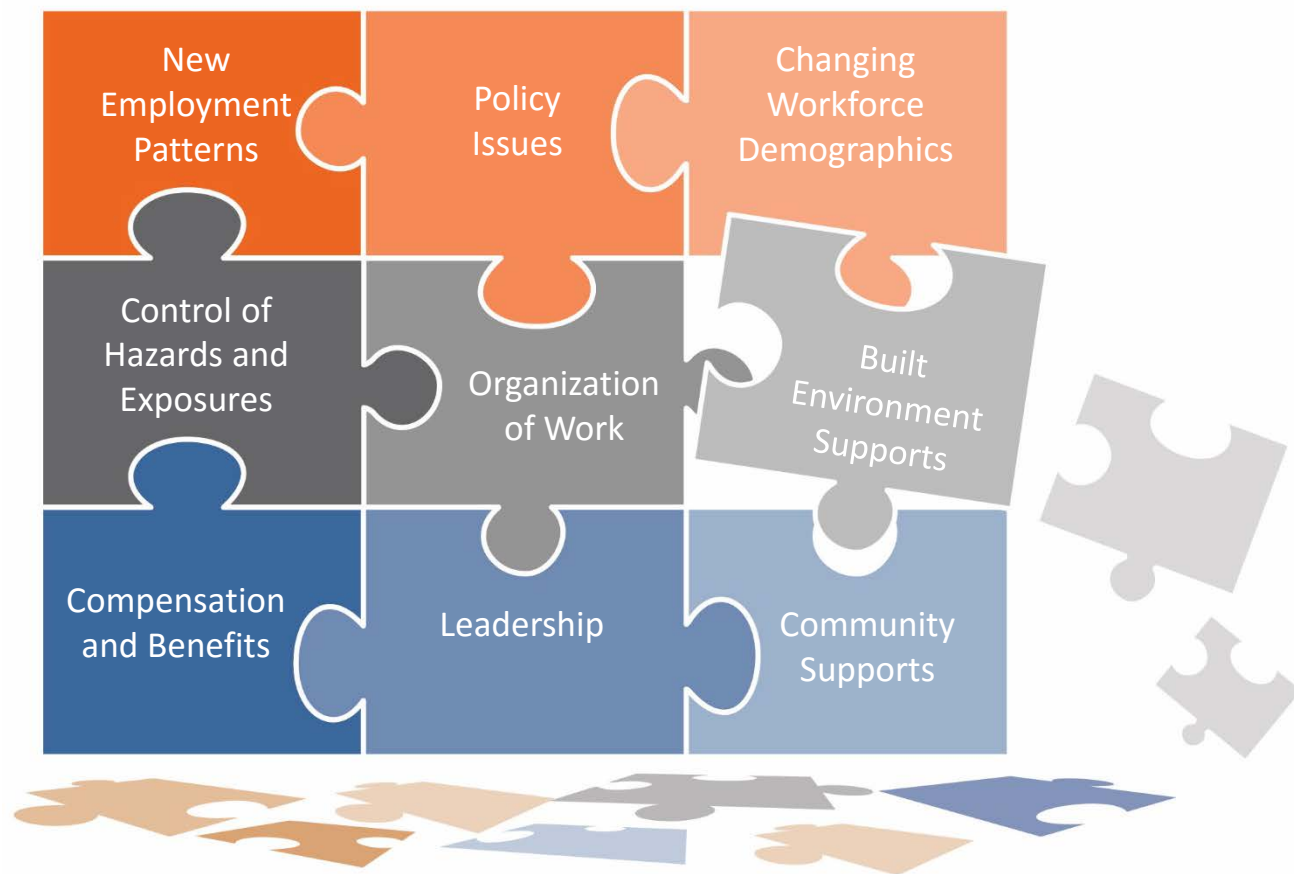 New
Employment
Patterns
Policy
Issues
Changing
Workforce
Demographics
Control of
Hazards and
Exposures
Organization
of Work
Built
Environment
Supports
Compensation
and Benefits
Leadership
Community
Supports